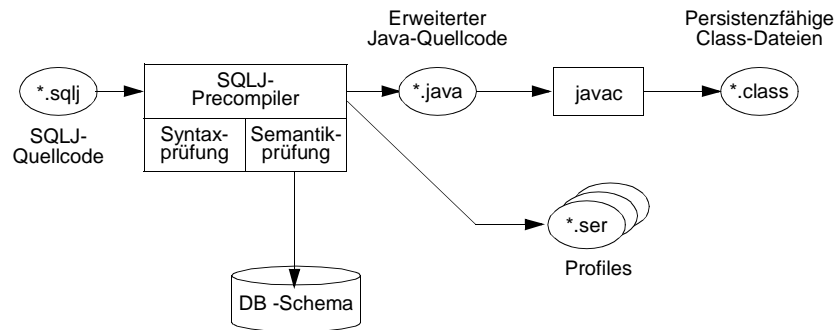 Erweiterter
Java-Quellcode
Persistenzfähige
Class-Dateien
*.sqlj
SQLJ-
Quellcode
SQLJ-
Precompiler
Syntax-
prüfung
Semantik-
prüfung
*.java
javac
*.class
*.ser
Profiles
DB -Schema